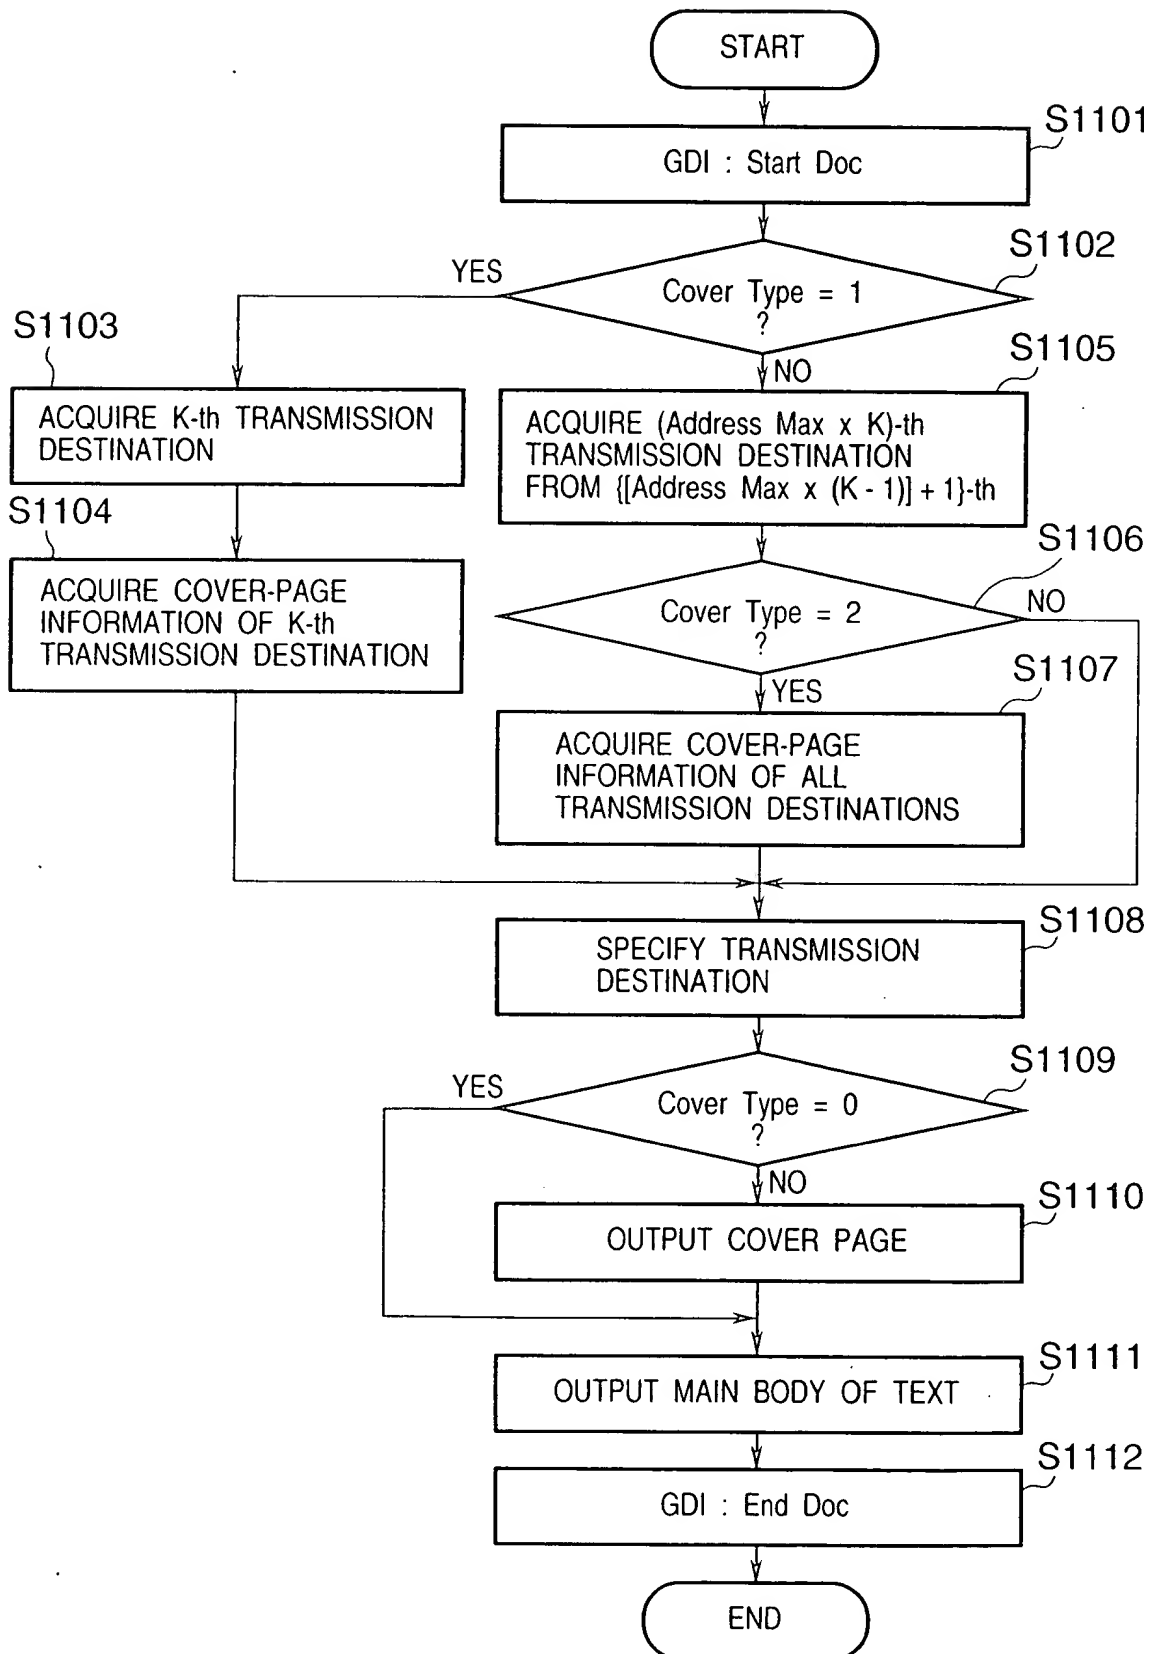 START
S1101
GDI : Start Doc
S1102
YES
Cover Type = 1
?
S1103
NO
S1105
ACQUIRE K-th TRANSMISSION
DESTINATION
ACQUIRE (Address Max x K)-th
TRANSMISSION DESTINATION
FROM {[Address Max x (K - 1)] + 1}-th
S1104
ACQUIRE COVER-PAGE
INFORMATION OF K-th
TRANSMISSION DESTINATION
S1106
Cover Type = 2
?
NO
YES
S1107
ACQUIRE COVER-PAGE
INFORMATION OF ALL
TRANSMISSION DESTINATIONS
S1108
SPECIFY TRANSMISSION
DESTINATION
S1109
YES
Cover Type = 0
?
NO
S1110
OUTPUT COVER PAGE
S1111
OUTPUT MAIN BODY OF TEXT
S1112
GDI : End Doc
END